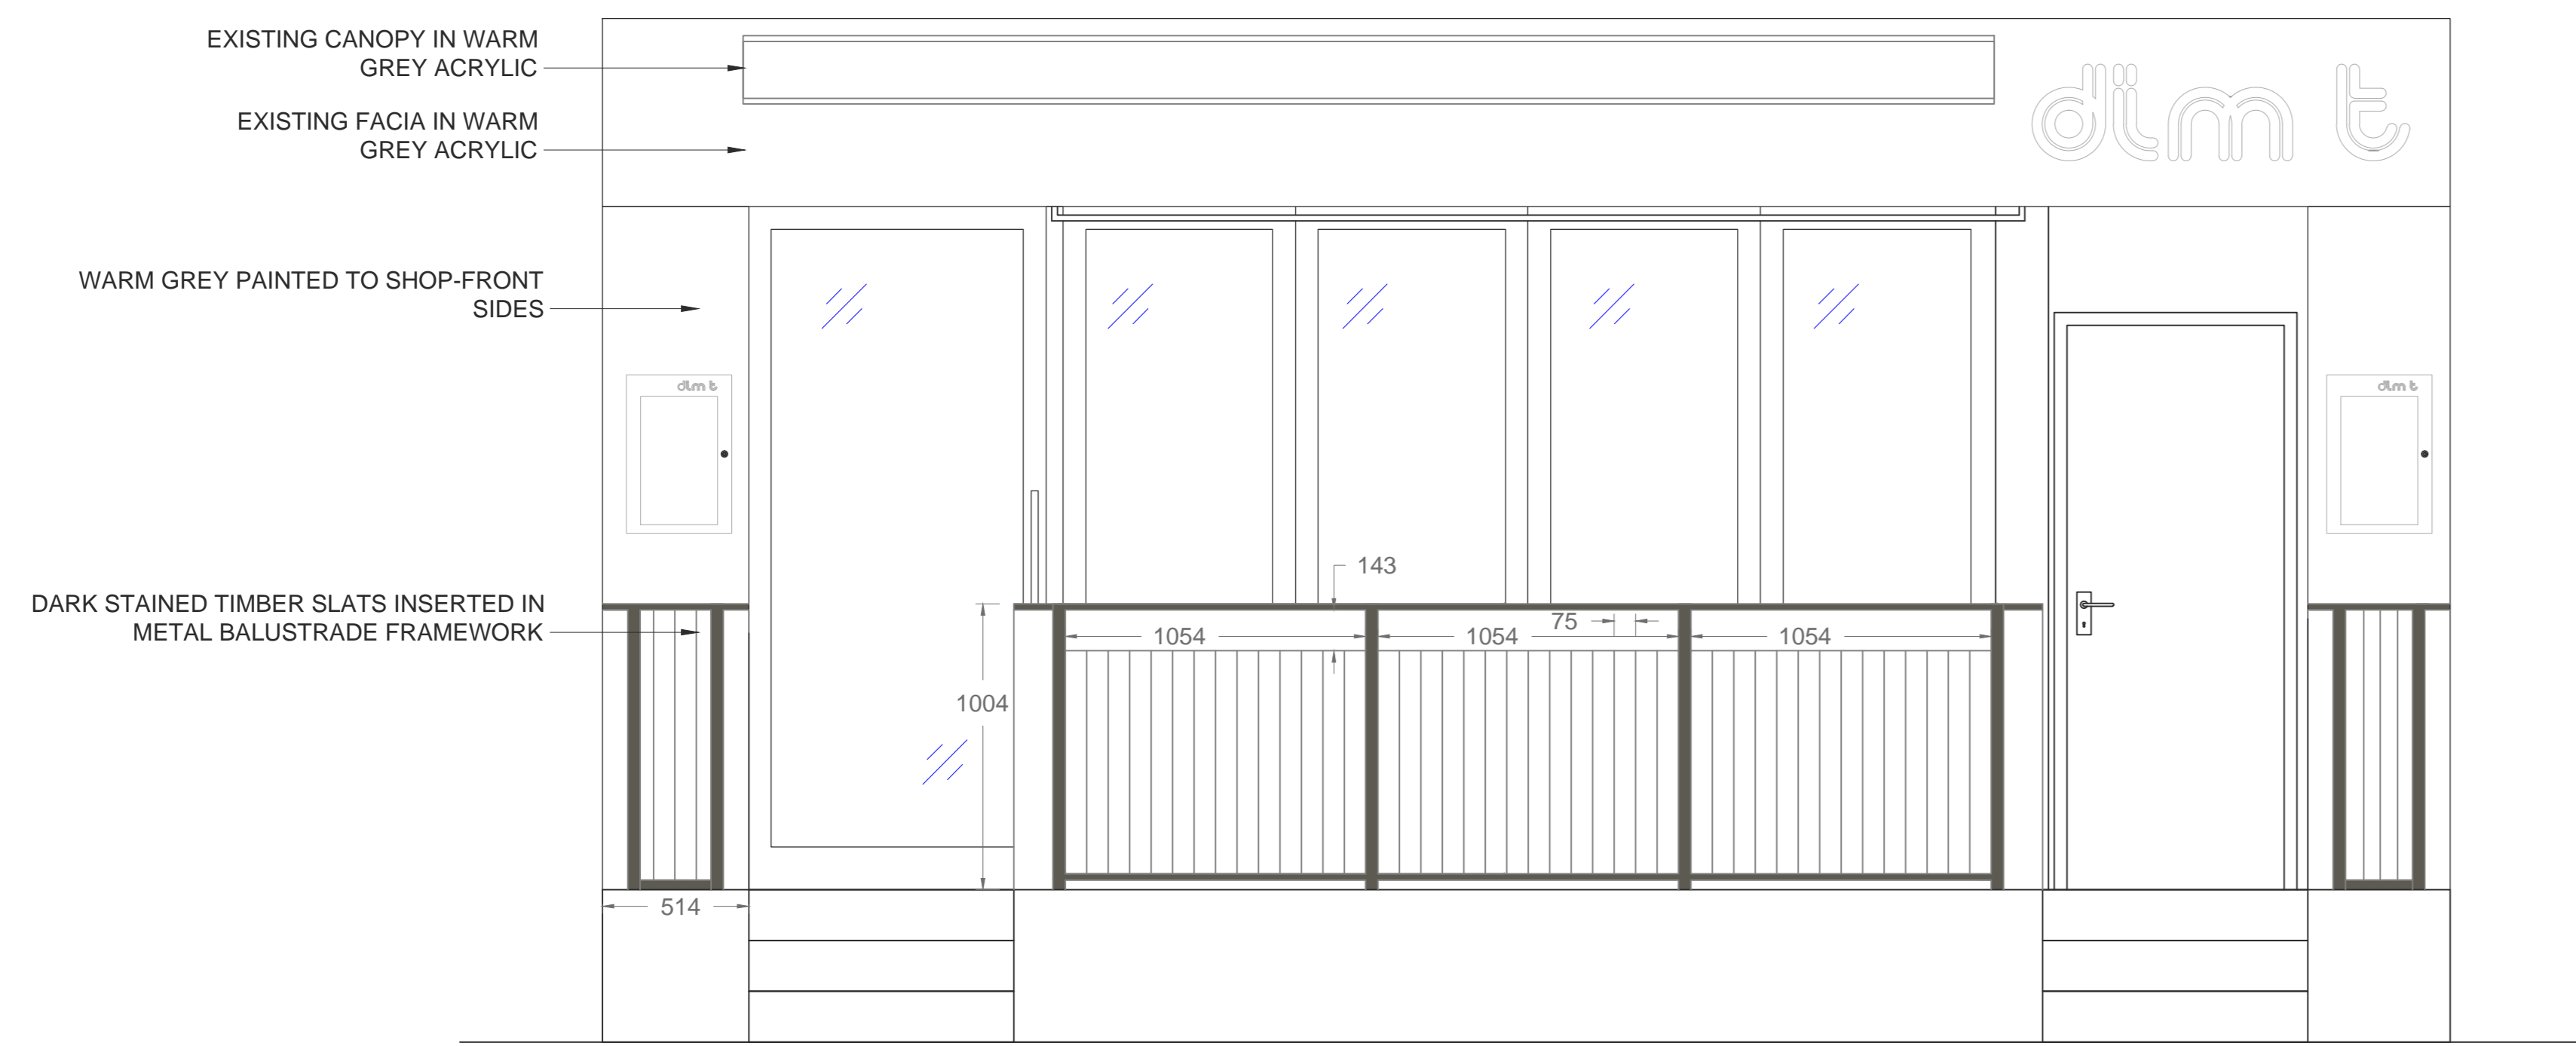 EXISTING CANOPY IN WARM
GREY ACRYLIC
dim t
EXISTING FACIA IN WARM
GREY ACRYLIC
WARM GREY PAINTED TO SHOP-FRONT
SIDES
dim t
dim t
143
DARK STAINED TIMBER SLATS INSERTED IN
METAL BALUSTRADE FRAMEWORK
75
1054
1054
1054
1004
514